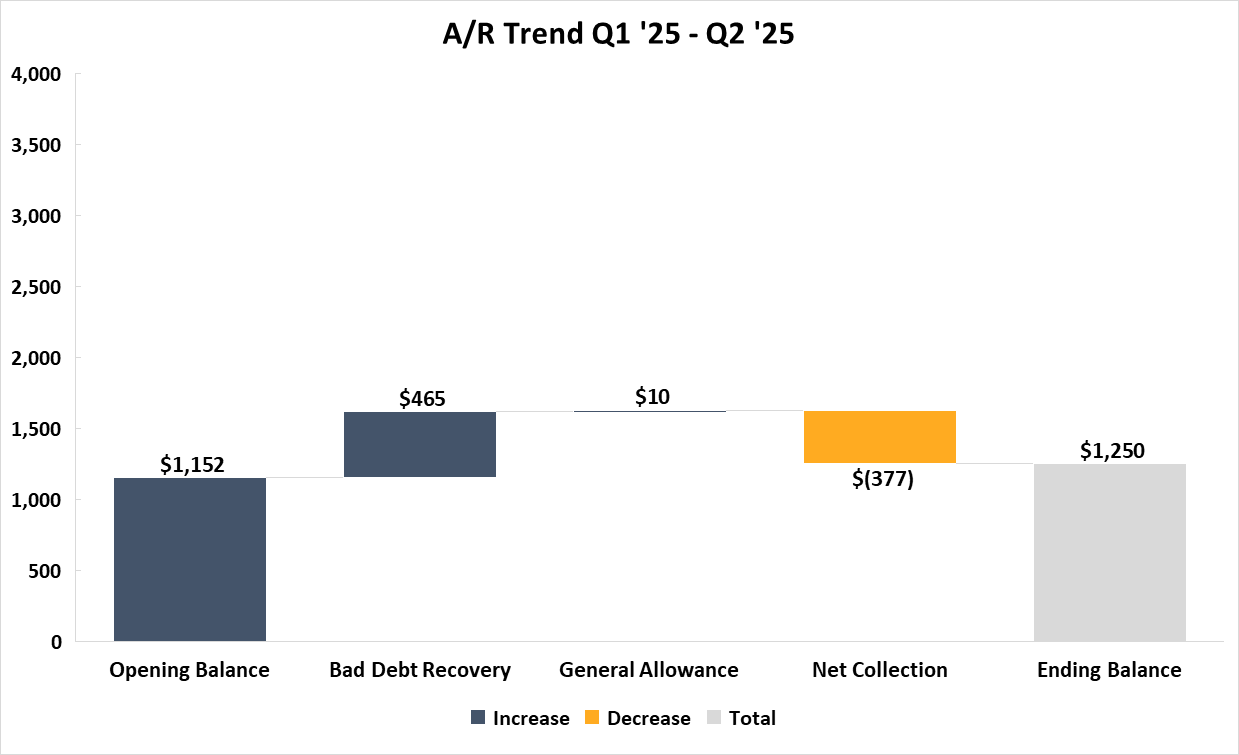 A/R Trend Q1 '25 - Q2 '25
4,000
3,500
3,000
2,500
2,000
1,500
1,000
500
0
$1,152
$465
$10
$(377)
$1,250
Opening Balance
Bad Debt Recovery
General Allowance
Net Collection
Ending Balance
Increase
Decrease
Total